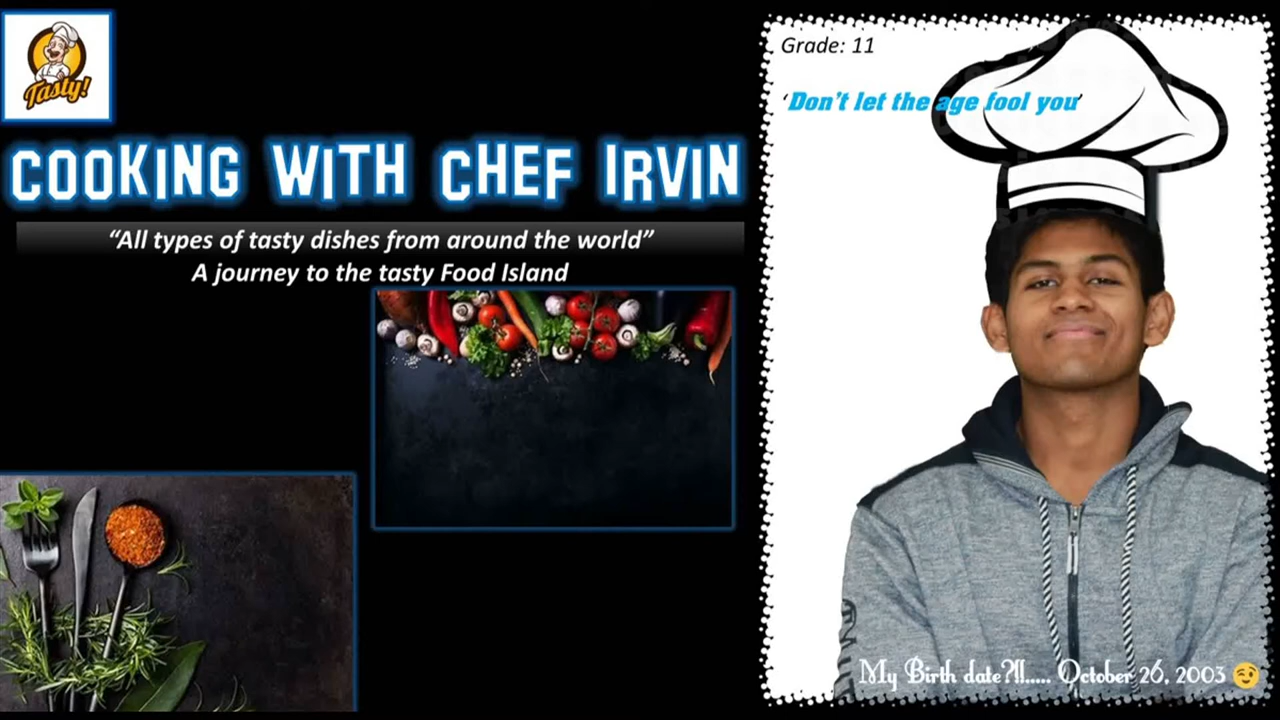 Tasty!
COOKING WITH CHEF IRVIN
“All types of tasty dishes from around the world”
A journey to the tasty Food Island
Grade: 11
‘Don’t let the age fool you’
My Birth date?!!..... October 26, 2003 😉